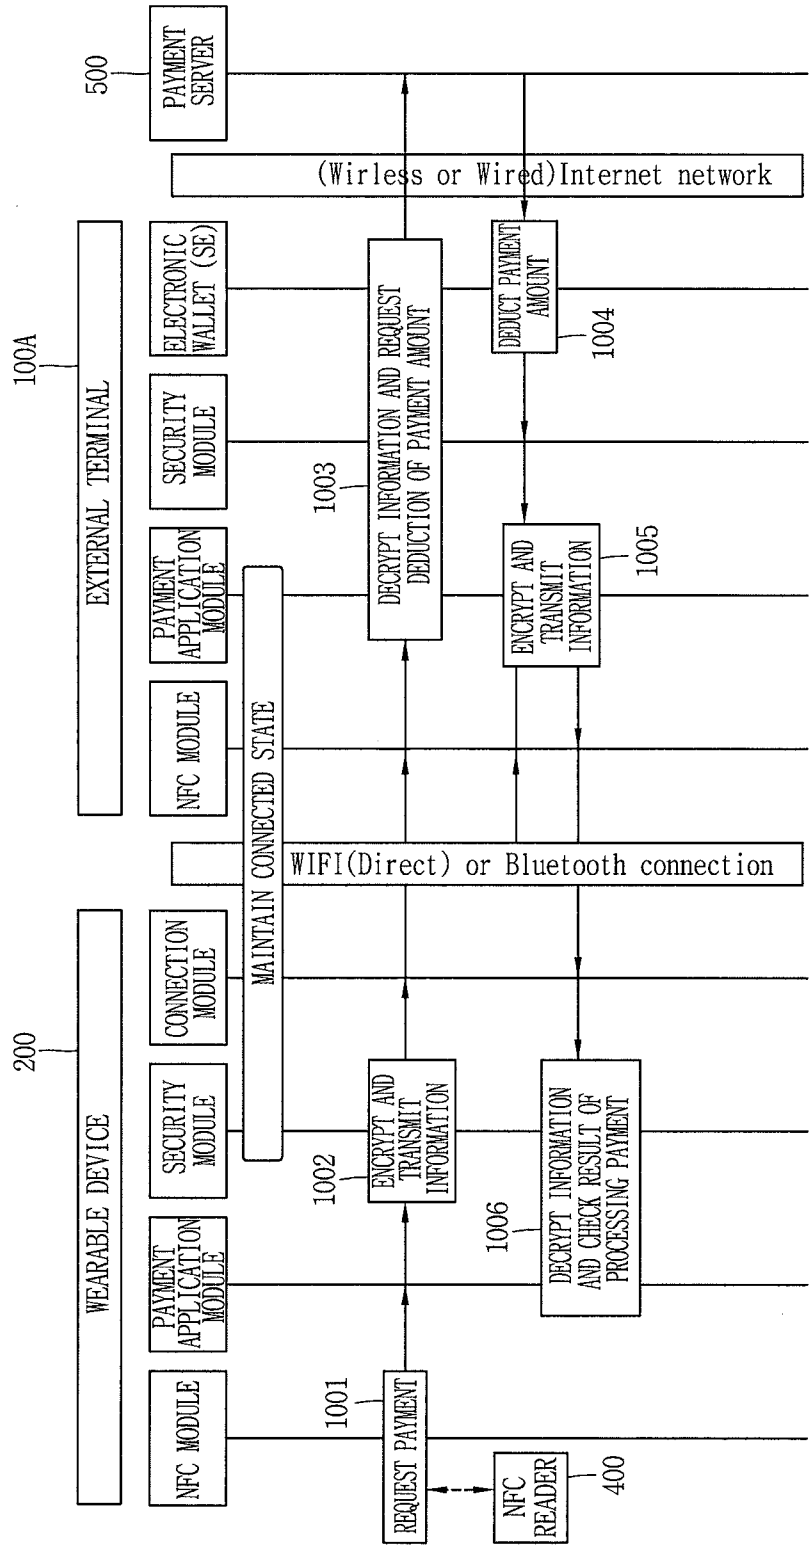 200
100A
500
WEARABLE DEVICE
EXTERNAL TERMINAL
PAYMENT
SERVER
NFC MODULE
PAYMENT
APPLICATION
MODULE
SECURITY
MODULE
CONNECTION
MODULE
NFC MODULE
PAYMENT
APPLICATION
MODULE
SECURITY
MODULE
ELECTRONIC
WALLET (SE)
MAINTAIN CONNECTED STATE
WIFI(Direct) or Bluetooth connection
(Wirless or Wired)Internet network
1001
REQUEST PAYMENT
NFC
READER
400
1002
ENCRYPT AND
TRANSMIT
INFORMATION
1003
DECRYPT INFORMATION AND REQUEST
DEDUCTION OF PAYMENT AMOUNT
DEDUCT PAYMENT
AMOUNT
1004
ENCRYPT AND
TRANSMIT
INFORMATION
1005
1006
DECRYPT INFORMATION
AND CHECK RESULT OF
PROCESSING PAYMENT